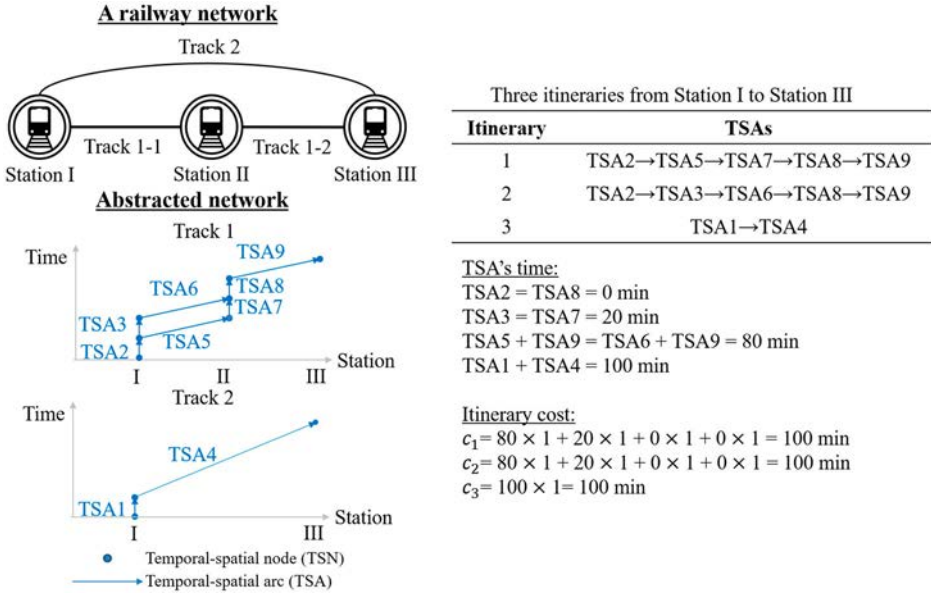 A railway network
Track 2
Track 1-1
Track 1-2
Station I
Station II
Station III
Abstracted network
Track 1
Time
TSA9
TSA6
TSA8
TSA3
TSA7
TSA2
TSA5
Station
I
II
III
Track 2
Time
TSA4
TSA1
Station
I
III
Temporal-spatial node (TSN)
Temporal-spatial arc (TSA)
Three itineraries from Station I to Station III
Itinerary TSAs
1 TSA2→TSA5→TSA7→TSA8→TSA9
2 TSA2→TSA3→TSA6→TSA8→TSA9
3 TSA1→TSA4
TSA's time:
TSA2 = TSA8 = 0 min
TSA3 = TSA7 = 20 min
TSA5 + TSA9 = TSA6 + TSA9 = 80 min
TSA1 + TSA4 = 100 min
Itinerary cost:
c₁= 80 × 1 + 20 × 1 + 0 × 1 + 0 × 1 = 100 min
c₂= 80 × 1 + 20 × 1 + 0 × 1 + 0 × 1 = 100 min
c₃= 100 × 1= 100 min